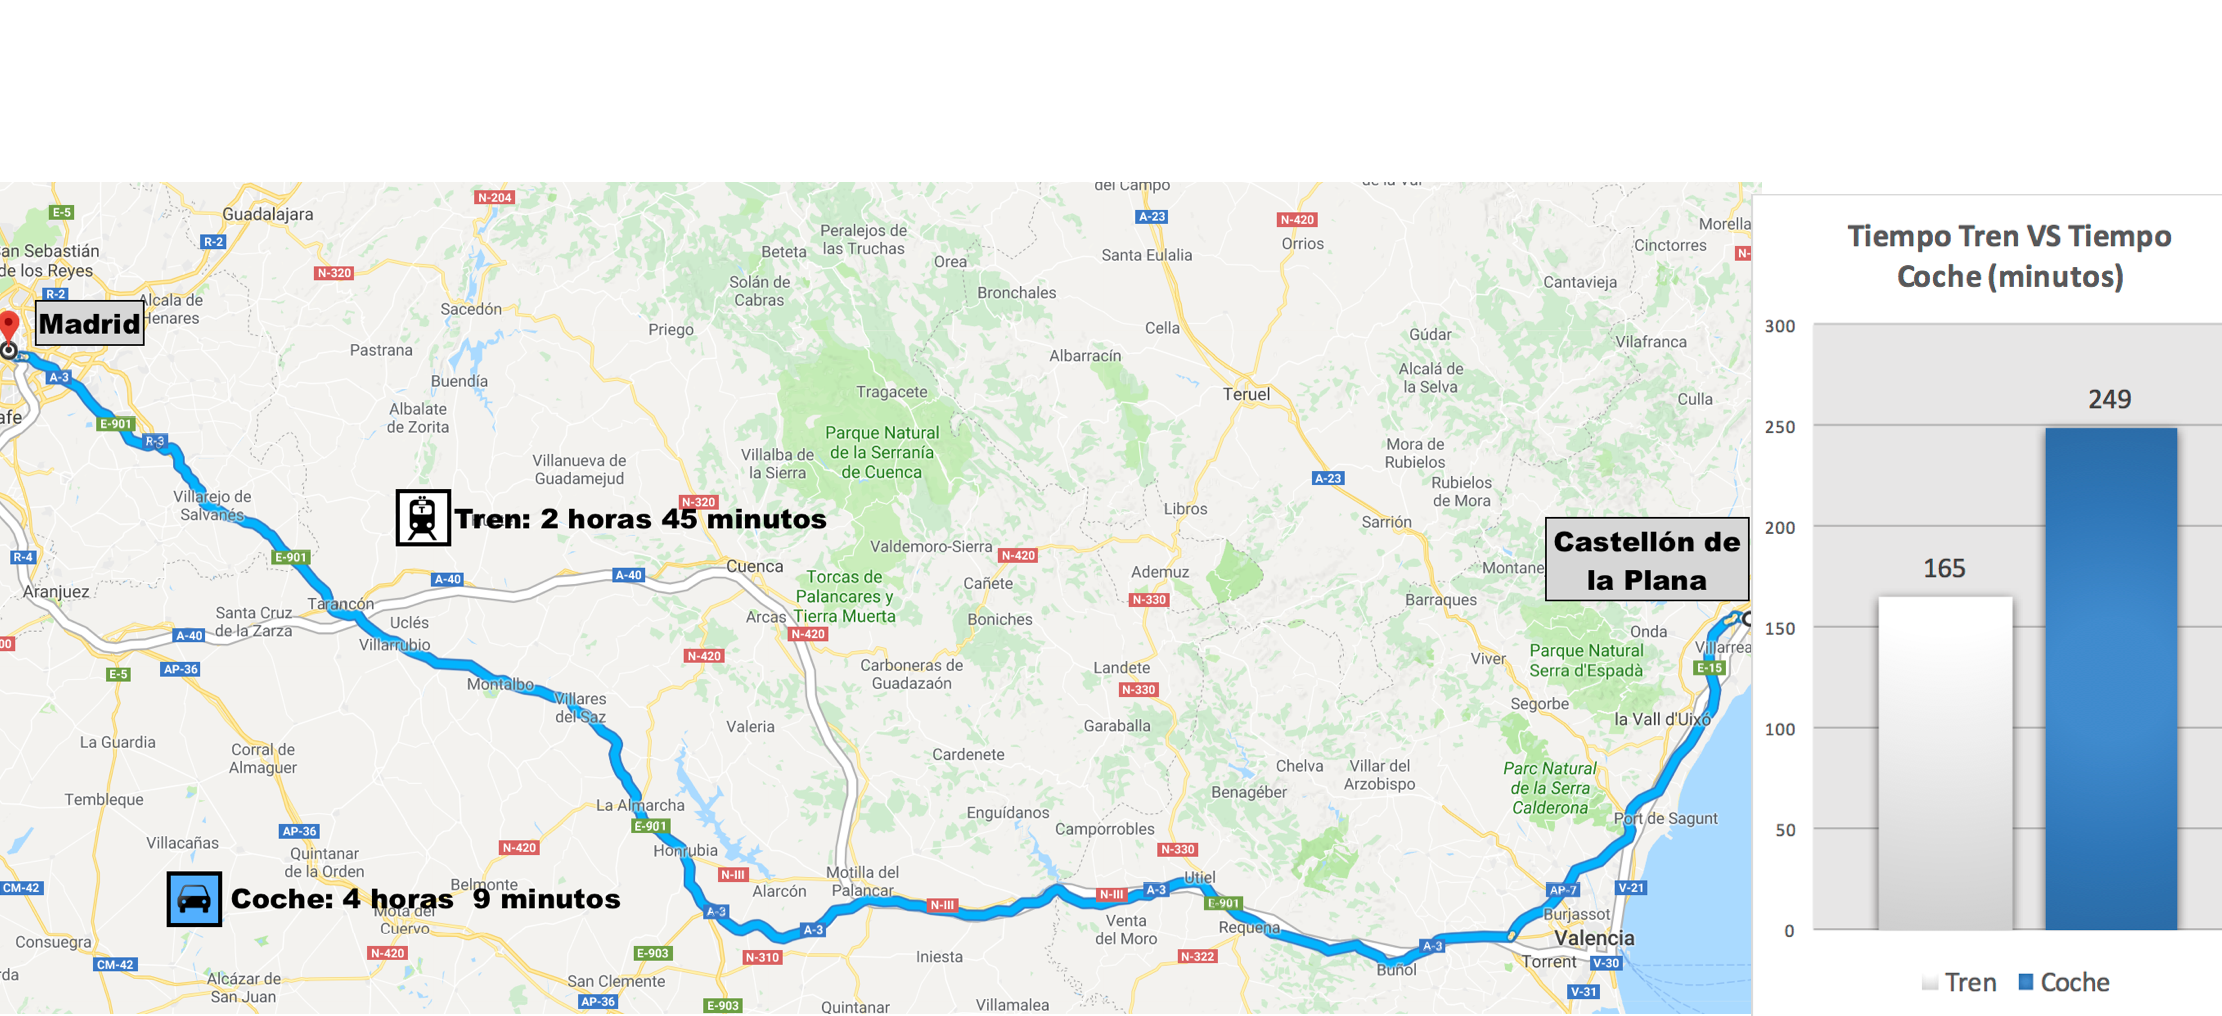 del Campo
de la Val
E-5
Guadalajara
N-204
A-23
N-420
Morella
R-2
an Sebastián
de los Reyes
Peralejos de
las Truchas
Beteta
Orea
Santa Eulalia
Orrios
Cinctorres
N-
N-320
R-2
Alcala de
Henares
Solán de
Cabras
Bronchales
Cantavieja
Madrid
Sacedón
Priego
Cella
Gúdar
Vilafranca
Pastrana
Albarracín
Alcalá de
la Selva
A-3
Buendía
Tragacete
Teruel
Culla
afe
Albalate
de Zorita
E-901
R-3
Parque Natural
de la Serranía
de Cuenca
Mora de
Rubielos
Villanueva de
Guadamejud
Villalba de
la Sierra
A-23
Rubielos
de Mora
Villarejo de
Salvanés
N-320
Libros
Sarrión
Tren: 2 horas 45 minutos
Castellón de
la Plana
R-4
E-901
Valdemoro-Sierra
N-420
Cuenca
A-40
A-40
Torcas de
Palancares y
Tierra Muerta
Cañete
Ademuz
Montane
Aranjuez
Tarancón
N-330
Barraques
Santa Cruz
de la Zarza
Uclés
Arcas
Boniches
Onda
A-40
Villarrubio
N-420
Parque Natural
Serra d'Espadà
Villarrea
00
E-5
AP-36
N-420
Carboneras de
Guadazaón
Landete
Viver
E-15
Montalbo
N-330
Villares
del Saz
Segorbe
Valeria
Garaballa
la Vall d'Uixó
La Guardia
Corral de
Almaguer
Cardenete
Chelva
Villar del
Arzobispo
Parc Natural
de la Serra
Calderona
Tembleque
La Almarcha
Benagéber
Enguídanos
Port de Sagunt
E-901
AP-36
Camporrobles
Villacañas
Honrubia
N-420
N-330
Quintanar
de la Orden
N-III
Motilla del
Palancar
Utiel
CM-42
Belmonte
Alarcón
N-III
A-3
AP-7
V-21
Coche: 4 horas 9 minutos
N-III
E-901
A-3
Mota del
Cuervo
Venta
del Moro
Requena
Burjassot
A-3
Valencia
Consuegra
N-420
E-903
N-310
Iniesta
N-322
A-3
Torrent
V-30
CM-42
Buñol
rda
Alcázar de
San Juan
San Clemente
AP-36
E-903
Quintanar
Villamalea
V-31
Tiempo Tren VS Tiempo
Coche (minutos)
300
249
250
200
165
150
100
50
0
Tren Coche